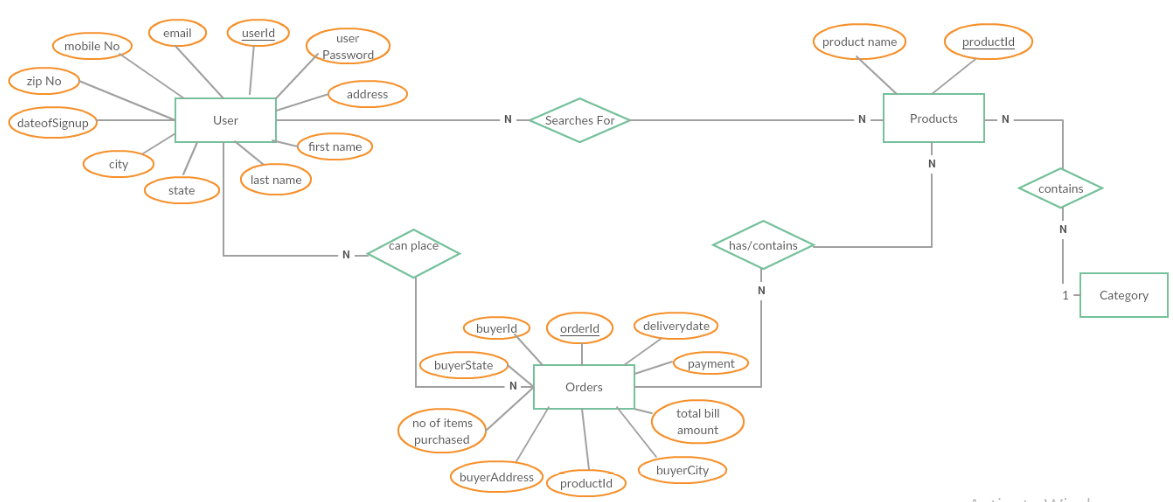 email
userId
user
Password
mobile No
zip No
address
dateofSignup
User
first name
city
last name
state
N
Searches For
N
product name
productId
Products
N
N
contains
N
1
Category
N
can place
has/contains
N
buyerId
orderId
deliverydate
buyerState
payment
N
Orders
no of items
purchased
total bill
amount
buyerAddress
productId
buyerCity